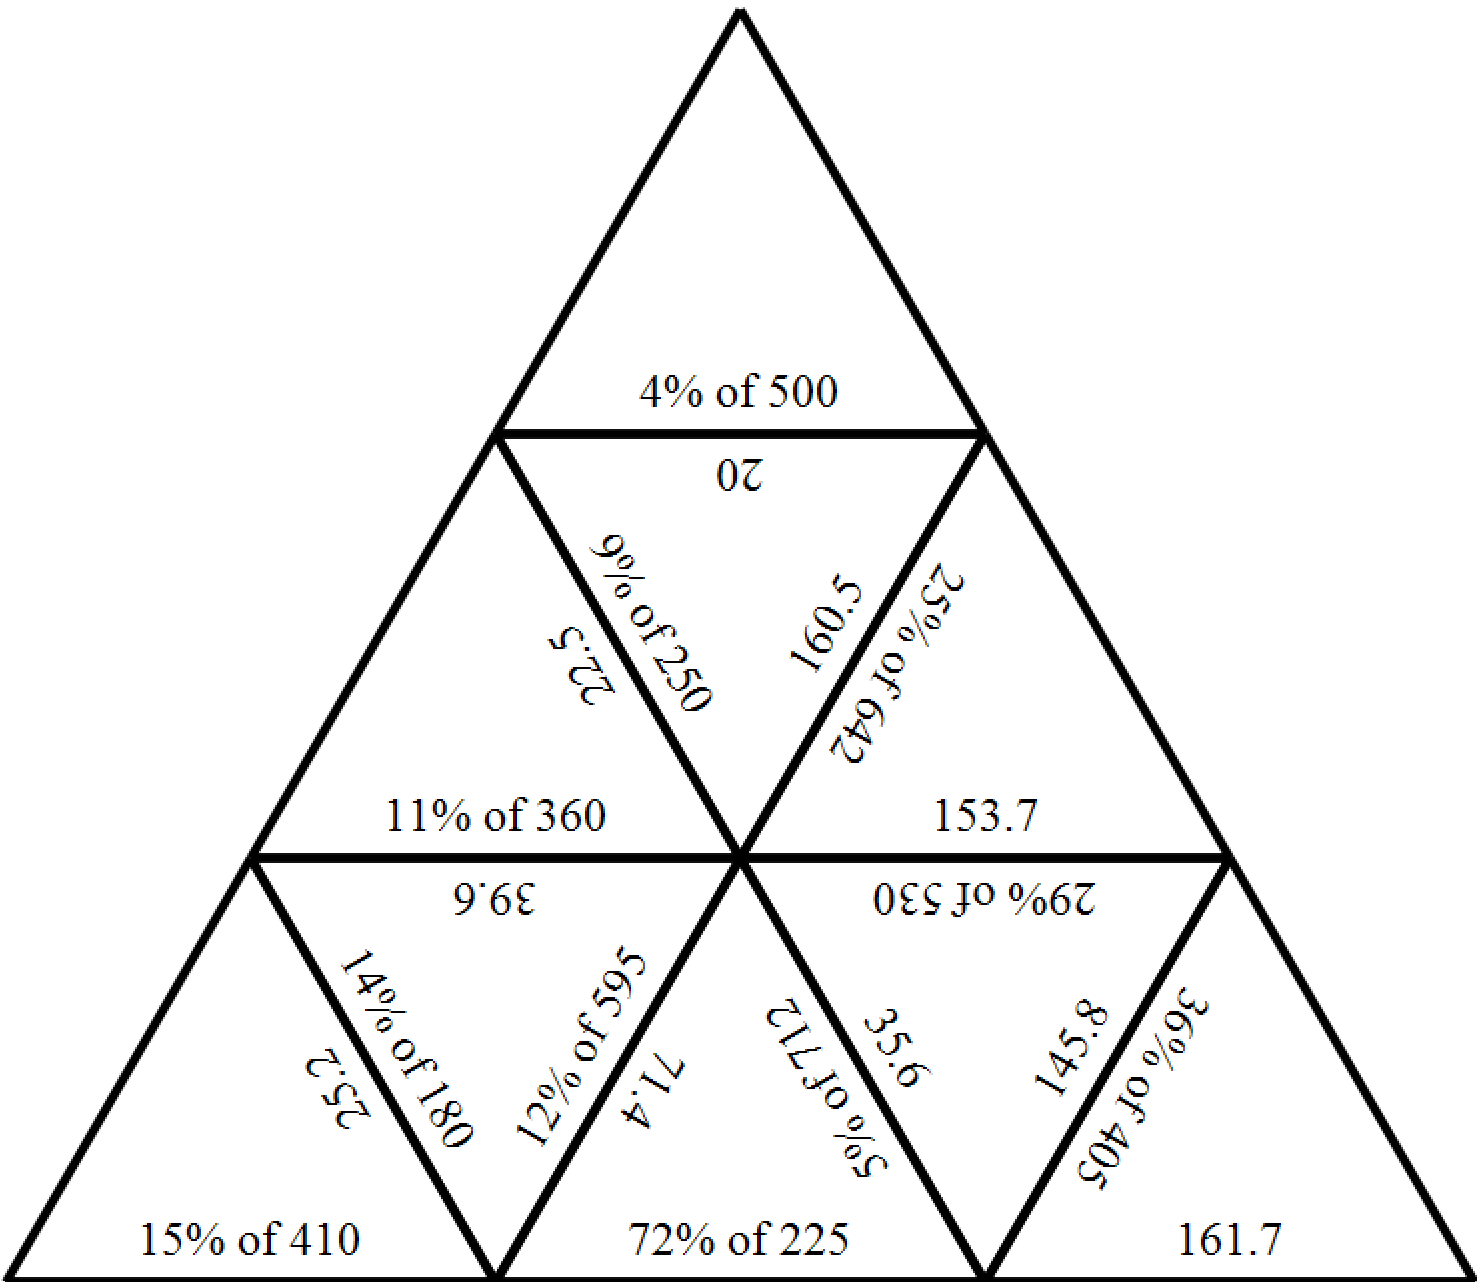 4% of 500
20
9% of 250
22.5
160.5
25% of 642
11% of 360
153.7
39.6
29% of 530
14% of 180
25.2
12% of 595
71.4
5% of 712
35.6
145.8
36% of 405
15% of 410
72% of 225
161.7